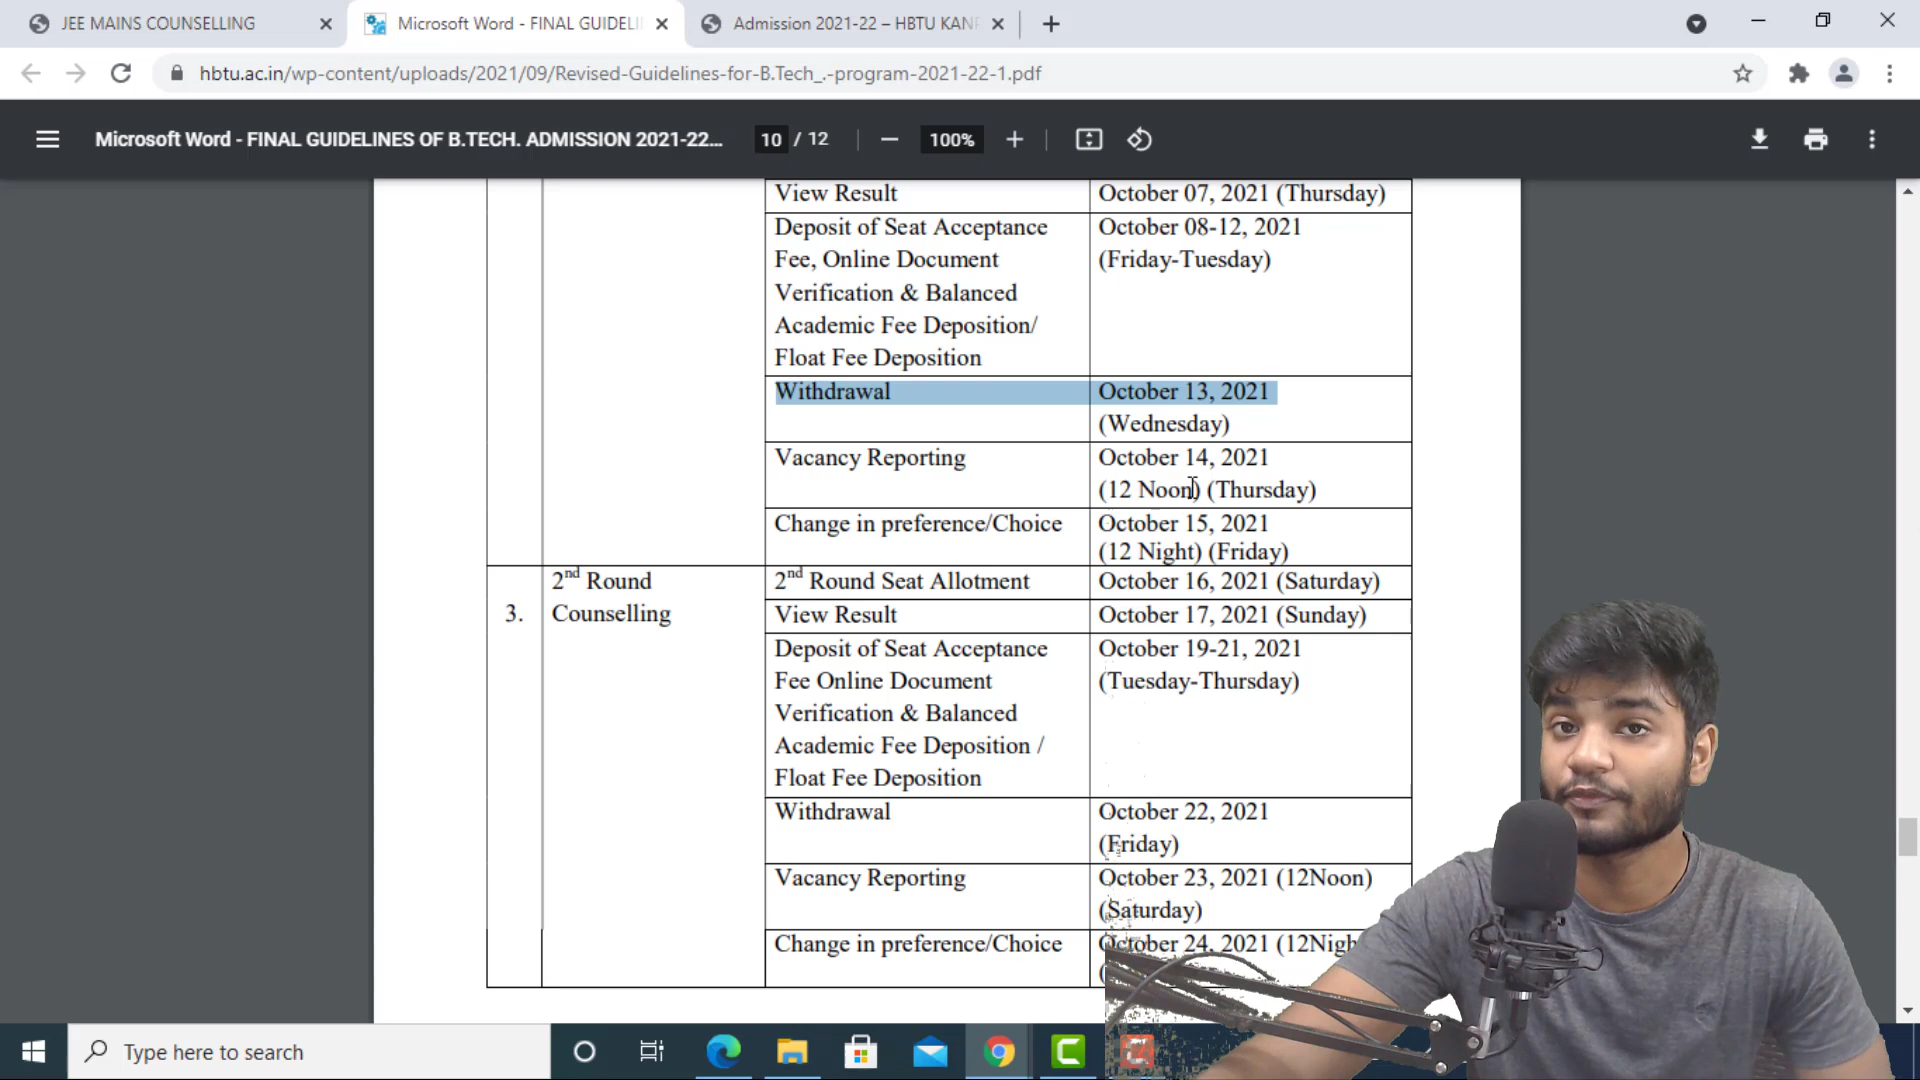 JEE MAINS COUNSELLING
Microsoft Word - FINAL GUIDELI
Admission 2021-22 – HBTU KAN
hbtu.ac.in/wp-content/uploads/2021/09/Revised-Guidelines-for-B.Tech_.-program-2021-22-1.pdf
Microsoft Word - FINAL GUIDELINES OF B.TECH. ADMISSION 2021-22...
10 / 12
100%
View Result
October 07, 2021 (Thursday)
Deposit of Seat Acceptance
Fee, Online Document
Verification & Balanced
Academic Fee Deposition/
Float Fee Deposition
October 08-12, 2021
(Friday-Tuesday)
Withdrawal
October 13, 2021
(Wednesday)
Vacancy Reporting
October 14, 2021
(12 Noon) (Thursday)
Change in preference/Choice
October 15, 2021
(12 Night) (Friday)
3.
2nd Round
Counselling
2nd Round Seat Allotment
October 16, 2021 (Saturday)
View Result
October 17, 2021 (Sunday)
Deposit of Seat Acceptance
Fee Online Document
Verification & Balanced
Academic Fee Deposition /
Float Fee Deposition
October 19-21, 2021
(Tuesday-Thursday)
Withdrawal
October 22, 2021
(Friday)
Vacancy Reporting
October 23, 2021 (12Noon)
(Saturday)
Change in preference/Choice
October 24, 2021 (12Nigh
Type here to search